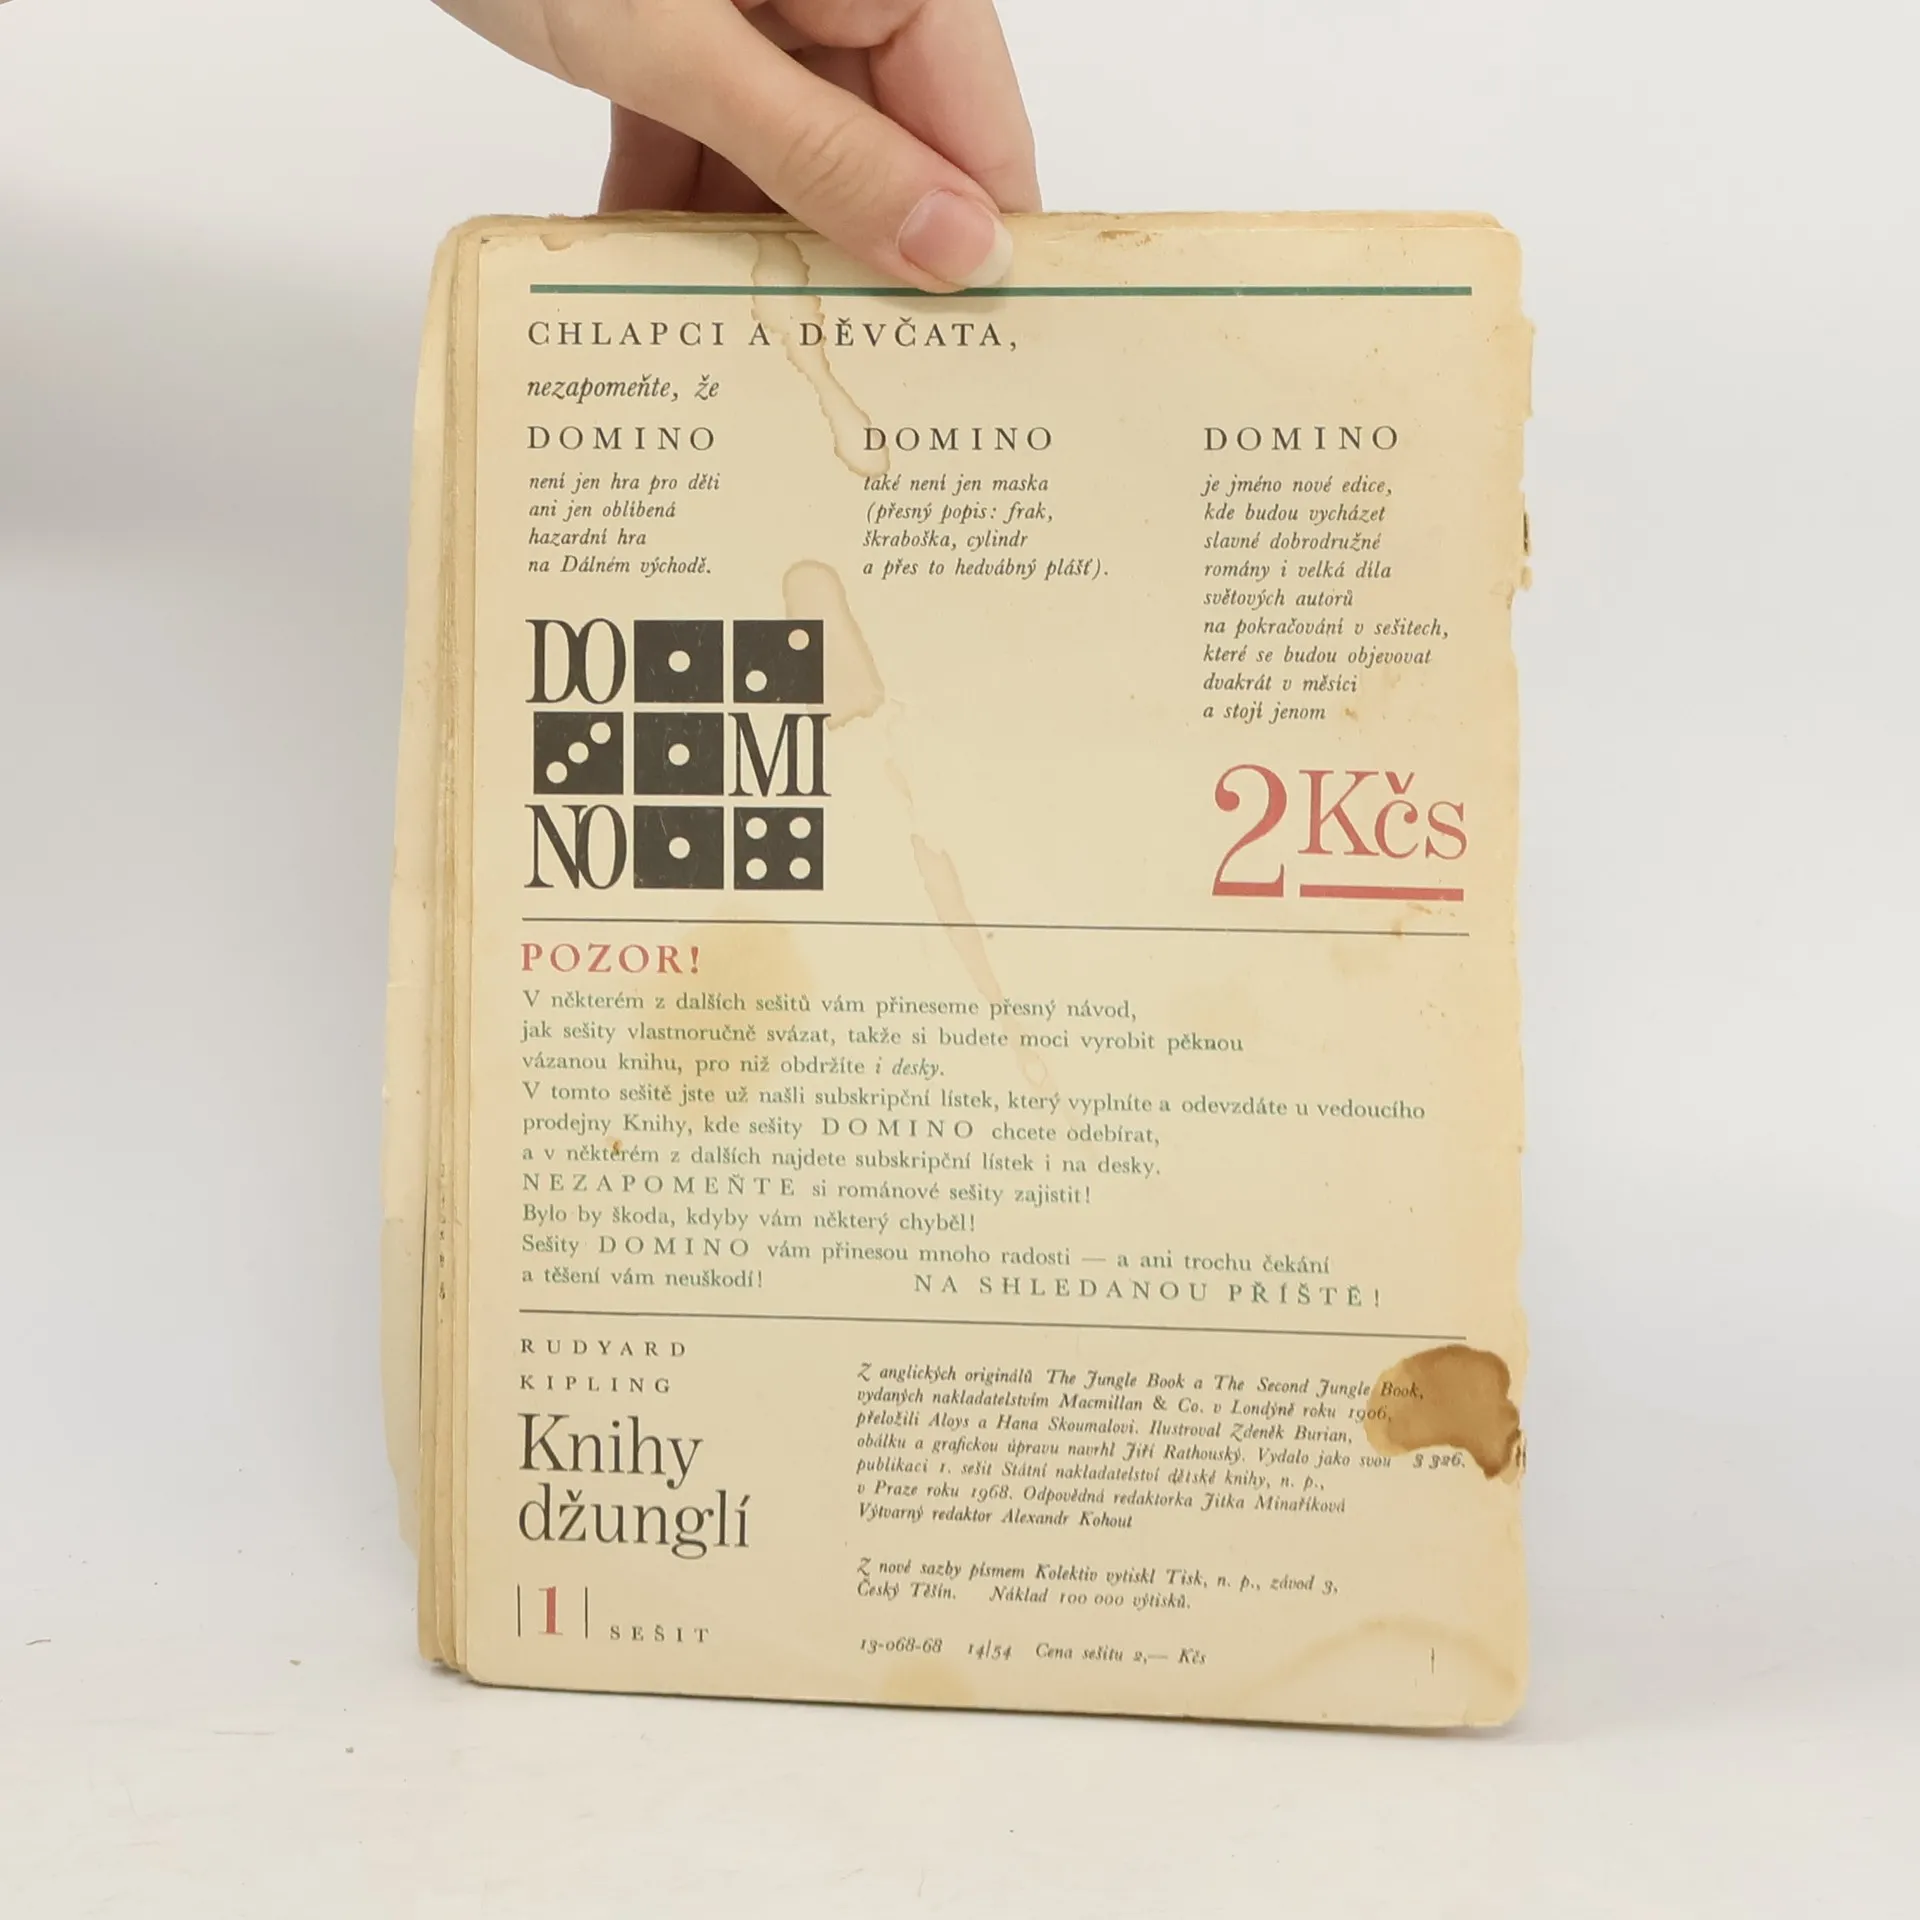 CHLAPCI A DĚVČATA,
nezapomeňte, že
DOMINO
není jen hra pro děti
ani jen oblíbená
hazardní hra
na Dálném východě.
DOMINO
také není jen maska
(přesný popis: frak,
škraboška, cylindr
a přes to hedvábný plášť).
DOMINO
je jméno nové edice,
kde budou vycházet
slavné dobrodružné
romány i velká díla
světových autorů
na pokračování v sešitech,
které se budou objevovat
dvakrát v měsíci
a stojí jenom
2 Kčs
DO
MI
NO
POZOR!
V některém z dalších sešitů vám přineseme přesný návod,
jak sešity vlastnoručně svázat, takže si budete moci vyrobit pěknou
vázanou knihu, pro niž obdržíte i desky.
V tomto sešitě jste už našli subskripční lístek, který vyplníte a odevzdáte u vedoucího
prodejny Knihy, kde sešity DOMINO chcete odebírat,
a v některém z dalších najdete subskripční lístek i na desky.
NEZAPOMEŇTE si románové sešity zajistit!
Bylo by škoda, kdyby vám některý chyběl!
Sešity DOMINO vám přinesou mnoho radosti — a ani trochu čekání
a těšení vám neuškodí! NA SHLEDANOU PŘÍŠTĚ!
RUDYARD
KIPLING
Knihy
džunglí
|1| SEŠIT
Z anglických originálů The Jungle Book a The Second Jungle Book,
vydaných nakladatelstvím Macmillan & Co. v Londýně roku 1906,
přeložili Aloys a Hana Skoumalovi. Ilustroval Zdeněk Burian,
obálku a grafickou úpravu navrhl Jiří Rathouský. Vydalo jako svou 3 326.
publikaci 1. sešit Státní nakladatelství dětské knihy, n. p.,
v Praze roku 1968. Odpovědná redaktorka Jitka Minaříková
Výtvarný redaktor Alexandr Kohout
Z nové sazby písmem Kolektiv vytiskl Tisk, n. p., závod 3,
Český Těšín. Náklad 100 000 výtisků.
13-068-68 14/54 Cena sešitu 2,— Kčs